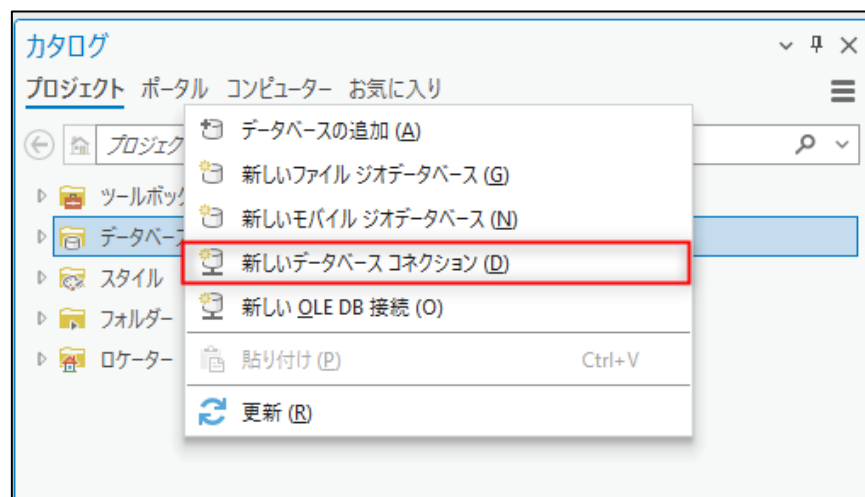 カタログ
プロジェクト ポータル コンピューター お気に入り
プロジェク
データベースの追加 (A)
新しいファイル ジオデータベース (G)
ツールボック
新しいモバイル ジオデータベース (N)
データベース
新しいデータベース コネクション (D)
スタイル
新しい OLE DB 接続 (O)
フォルダー
貼り付け (P) Ctrl+V
ロケーター
更新 (R)